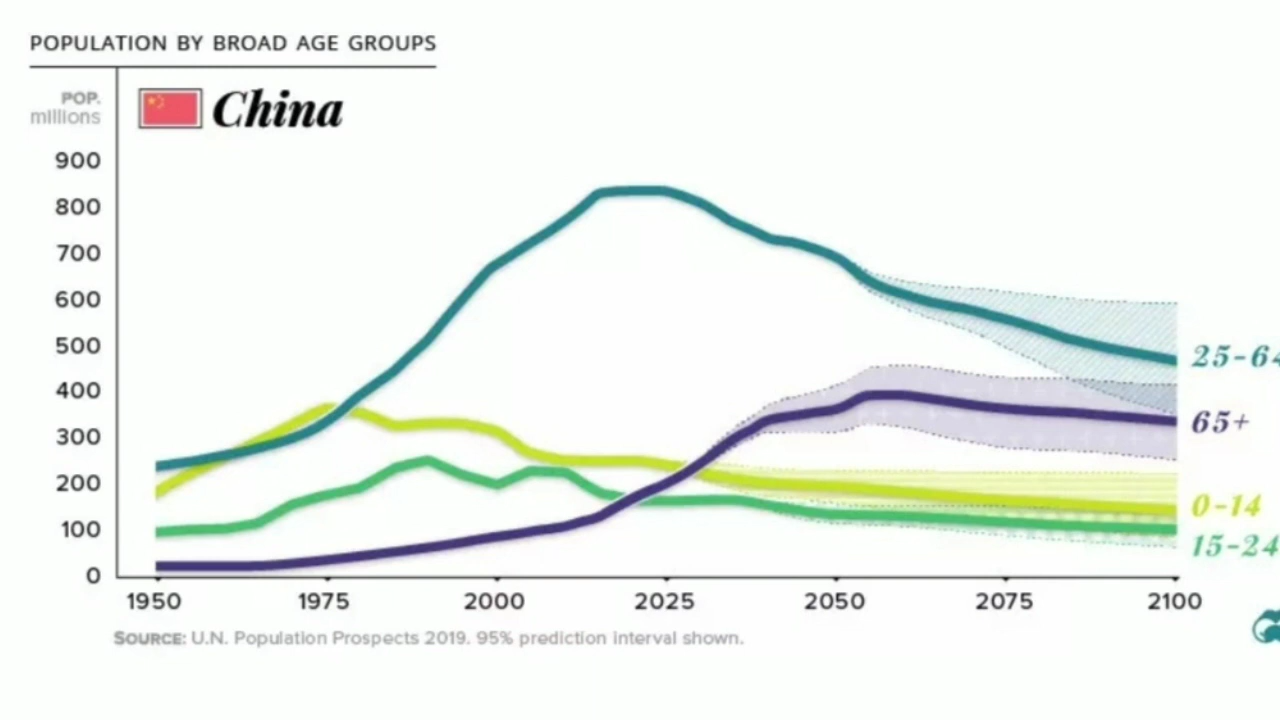 POPULATION BY BROAD AGE GROUPS
POP.
millions
China
900
800
700
600
500
400
300
200
100
0
25-64
65+
0-14
15-24
1950 1975 2000 2025 2050 2075 2100
SOURCE: U.N. Population Prospects 2019. 95% prediction interval shown.